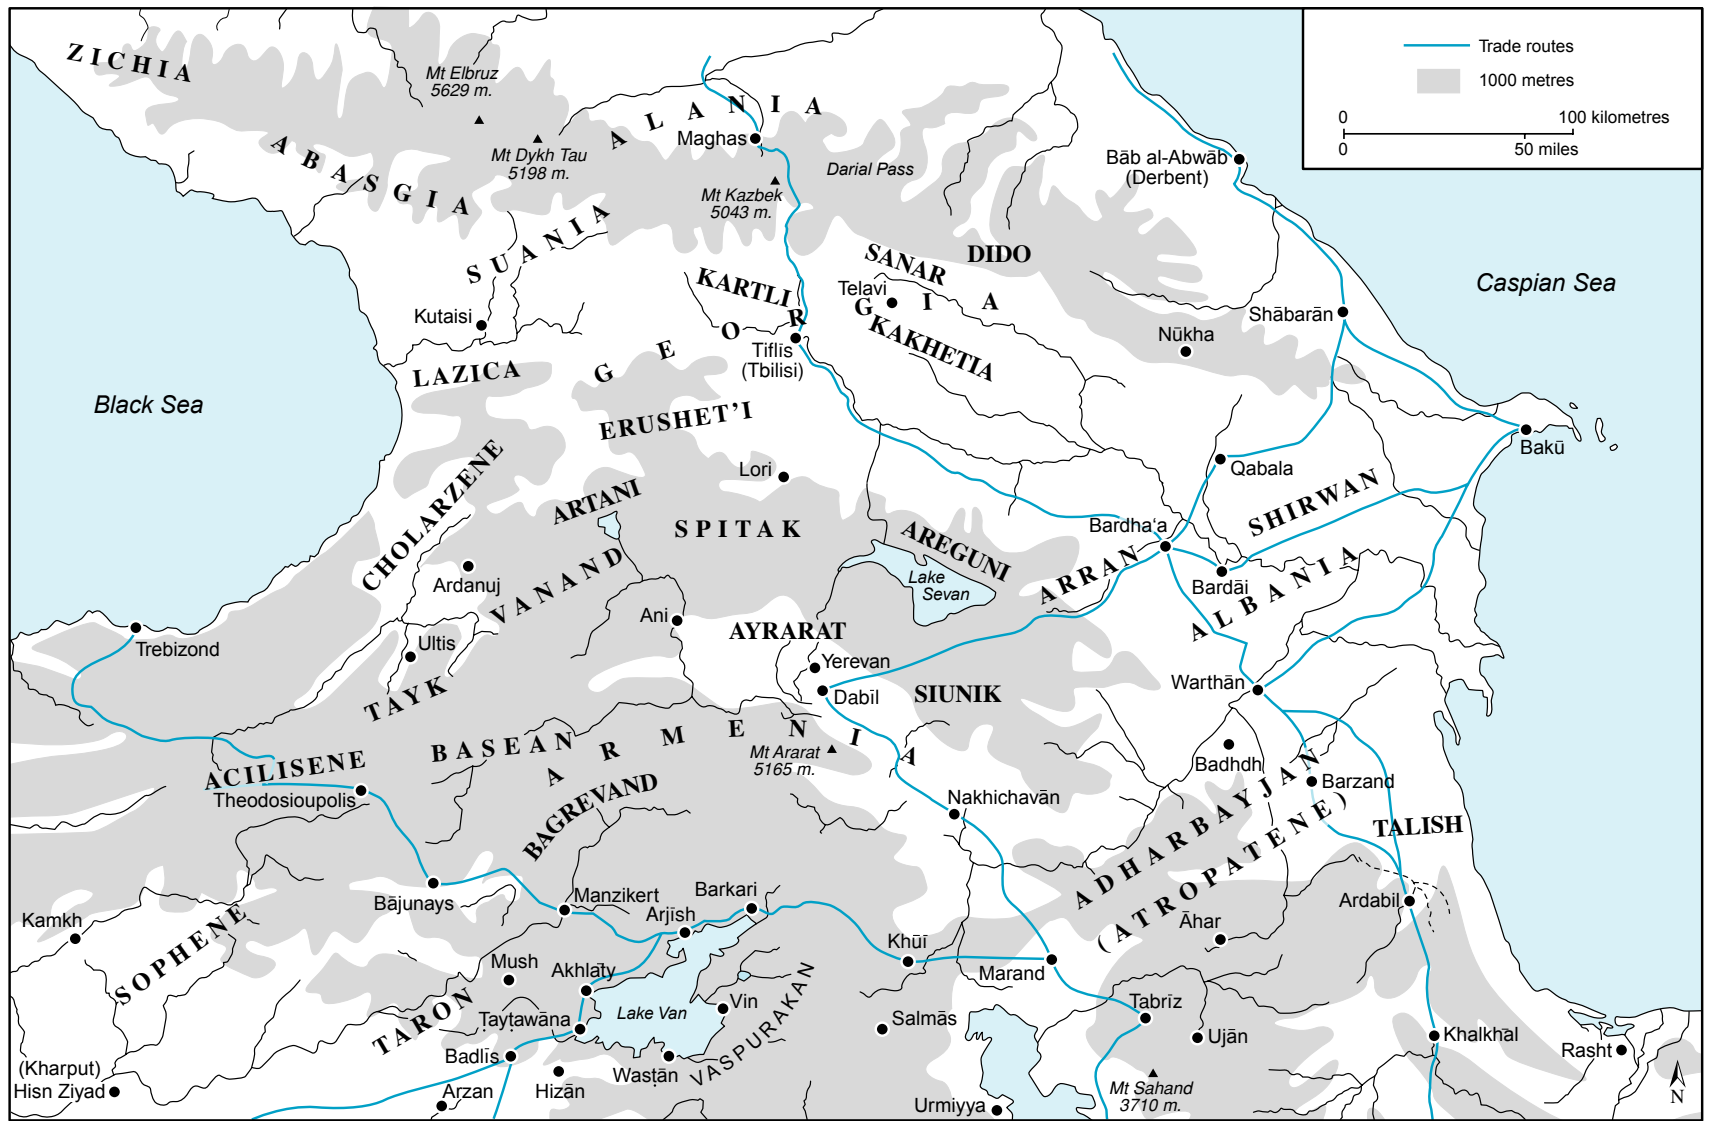 Trade routes
1000 metres
0
100 kilometres
0
50 miles
ZICHIA
Mt Elbruz
5629 m.
Mt Dykh Tau
5198 m.
ALANIA
Maghas
Darial Pass
Mt Kazbek
5043 m.
Bāb al-Abwāb
(Derbent)
ABASGIA
SUANIA
Caspian Sea
SANAR
DIDO
KARTLI
Telavi
Kutaisi
GEORGIA
KAKHETIA
Tiflīs
(Tbilisi)
Shābarān
Nūkha
LAZICA
Black Sea
ERUSHET’I
Bakū
Lori
Qabala
CHOLARZENE
ARTANI
SPITAK
SHIRWAN
AREGUNI
Bardha‘a
ARRAN
Lake
Sevan
Bardāj
ALBANIA
Ardanuj
VANAND
Ani
AYRARAT
Trebizond
Ultis
Yerevan
Dabīl
SIUNIK
Warthān
TAYK
BASEAN
ARMENIA
Mt Ararat
5165 m.
Badhdh
Barzand
ACILISENE
Theodosioupolis
BAGREVAND
Nakhichavān
ADHARBAYJAN
(ATROPATENE)
TALISH
Bājunays
Manzikert
Barkari
Arjīsh
Ardabil
Āhar
Kamkh
SOPHENE
Khūī
Marand
Mush
Akhlaṭy
TARON
Lake Van
Vin
VASPURAKAN
Tabrīz
Tayṭawāna
Salmās
Ujān
Khalkhāl
Rasht
Badlīs
Wasṭān
(Kharput)
Hisn Ziyad
Arzan
Hizān
Urmiyya
Mt Sahand
3710 m.
N